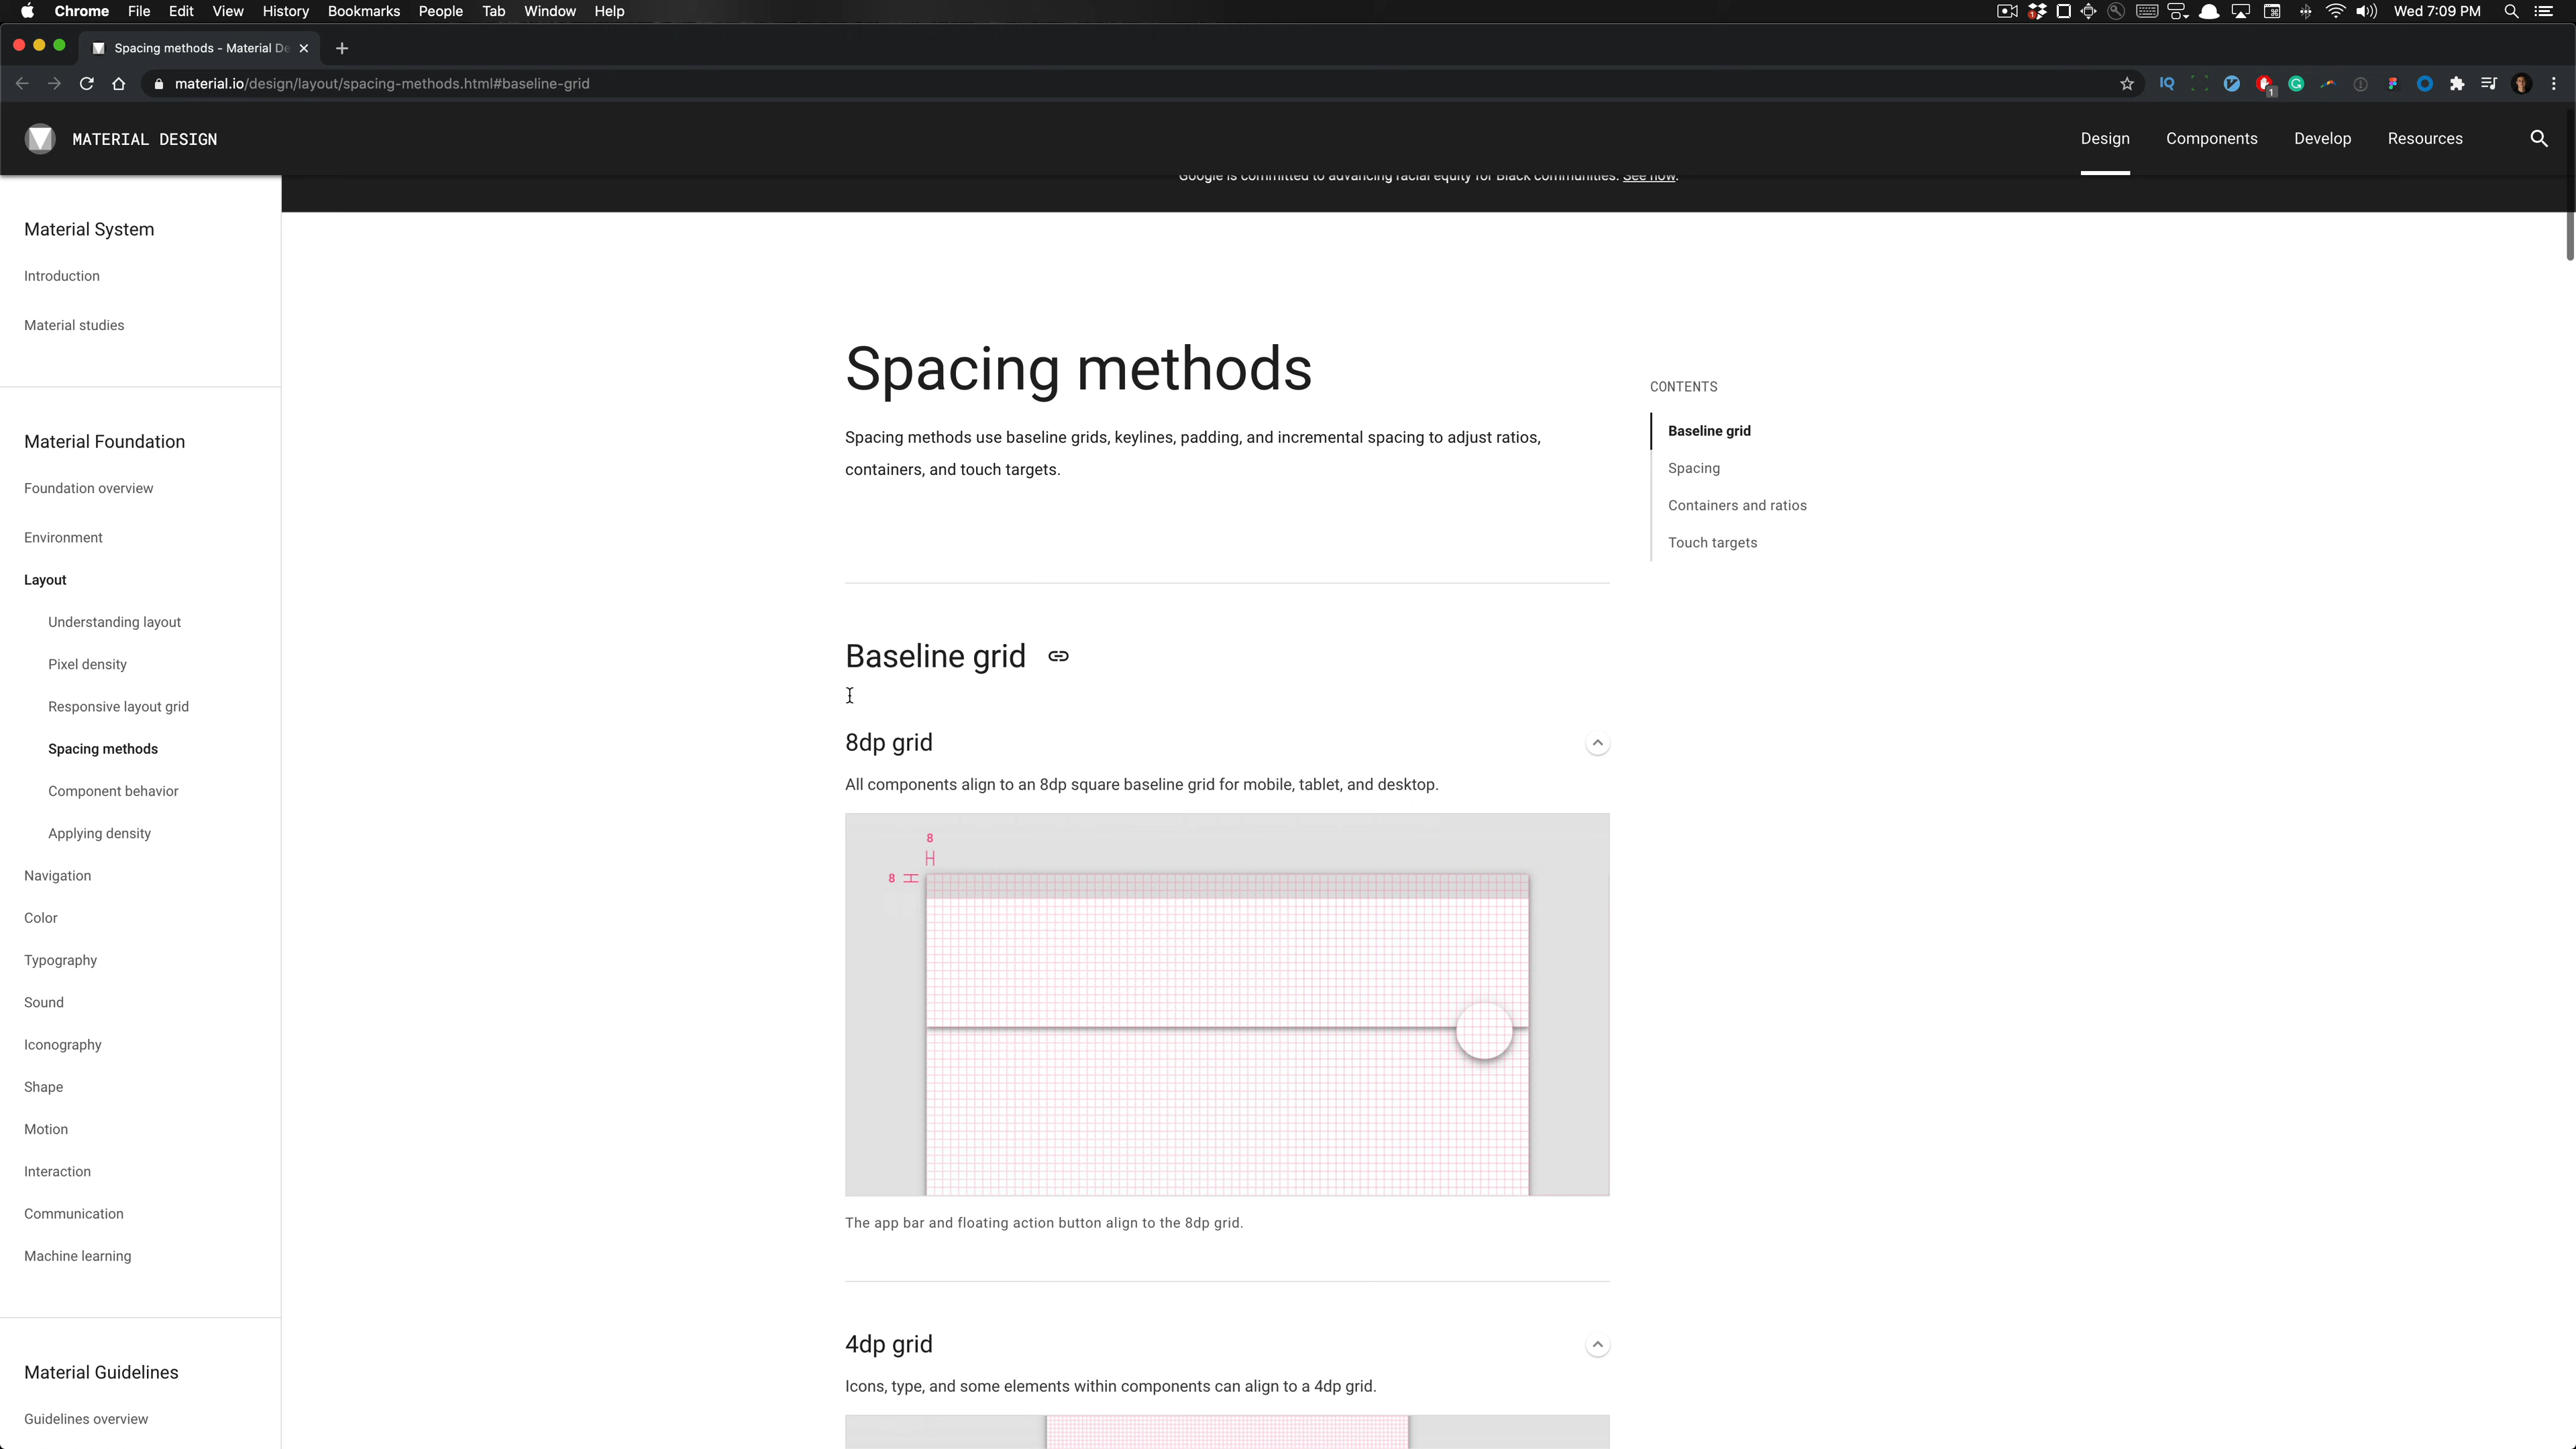 Chrome File Edit View History Bookmarks People Tab Window Help
Wed 7:09 PM
Spacing methods - Material De
material.io/design/layout/spacing-methods.html#baseline-grid
IQ
1
MATERIAL DESIGN
Design Components Develop Resources
Google is committed to advancing racial equity for Black communities. See how.
Material System
Introduction
Material studies
Material Foundation
Foundation overview
Environment
Layout
Understanding layout
Pixel density
Responsive layout grid
Spacing methods
Component behavior
Applying density
Navigation
Color
Typography
Sound
Iconography
Shape
Motion
Interaction
Communication
Machine learning
Material Guidelines
Guidelines overview
Spacing methods
Spacing methods use baseline grids, keylines, padding, and incremental spacing to adjust ratios,
containers, and touch targets.
CONTENTS
Baseline grid
Spacing
Containers and ratios
Touch targets
Baseline grid
8dp grid
All components align to an 8dp square baseline grid for mobile, tablet, and desktop.
8
8
The app bar and floating action button align to the 8dp grid.
4dp grid
Icons, type, and some elements within components can align to a 4dp grid.